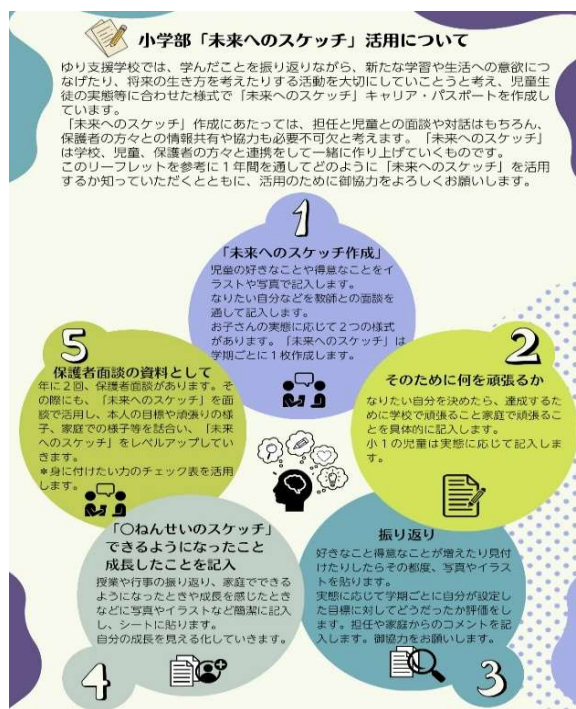 小学部「未来へのスケッチ」活用について
ゆり支援学校では、学んだことを振り返りながら、新たな学習や生活への意欲につ
なげたり、将来の生き方を考えたりする活動を大切にしていことうと考え、児童生
徒の実態等に合わせた様式で「未来へのスケッチ」キャリア・パスポートを作成し
ています。
「未来へのスケッチ」作成にあたっては、担任と児童との面談や対話はもちろん、
保護者の方々との情報共有や協力も必要不可欠と考えます。「未来へのスケッチ」
は学校、児童、保護者の方々と連携をして一緒に作り上げていくものです。
このリーフレットを参考に１年間を通してどのように「未来へのスケッチ」を活用
するか知っていただくとともに、活用のために御協力をよろしくお願いします。
1
「未来へのスケッチ作成」
児童の好きなことや得意なことをイ
ラストや写真で記入します。
なりたい自分などを教師との面談を
通して記入します。
お子さんの実態に応じて２つの様式
があります。「未来へのスケッチ」は
学期ごとに１枚作成します。
2
そのために何を頑張るか
なりたい自分を決めたら、達成するた
めに学校で頑張ること家庭で頑張るこ
とを具体的に記入します。
小１の児童は実態に応じて記入しま
す。
振り返り
好きなこと得意なことが増えたり見付
けたりしたらその都度、写真やイラス
トを貼ります。
実態に応じて学期ごとに自分が設定し
た目標に対してどうだったか評価をし
ます。担任や家庭からのコメントを記
入します。御協力をお願いします。
3
「○ねんせいのスケッチ」
できるようになったこと
成長したことを記入
授業や行事の振り返り、家庭でできる
ようになったときや成長を感じたとき
などに写真やイラストなど簡潔に記入
し、シートに貼ります。
自分の成長を見える化していきます。
4
5
保護者面談の資料として
年に２回、保護者面談があります。そ
の際にも、「未来へのスケッチ」を面
談で活用し、本人の目標や頑張りの様
子、家庭での様子等を話合い、「未来
へのスケッチ」をレベルアップしてい
きます。
＊身に付けたい力のチェック表を活用
します。